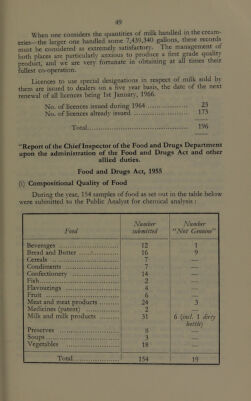 49
When one considers the quantities of milk handled in the cream-
eries—the larger one handled some 7,439,340 gallons, these records
must be considered as extremely satisfactory. The management of
both places are particularly anxious to produce a first grade quality
product, and we are very fortunate in obtaining at all times their
fullest co-operation.
Licences to use special designations in respect of milk sold by
them are issued to dealers on a five year basis, the date of the next
renewal of all licences being 1st January, 1966.
No. of licences issued during 1964 .................. 23
No. of licences already issued ..................... 173
Total................................. 196
"Report of the Chief Inspector of the Food and Drugs Department
upon the administration of the Food and Drugs Act and other
allied duties.
Food and Drugs Act, 1955
(i) Compositional Quality of Food
During the year, 154 samples of food as set out in the table below
were submitted to the Public Analyst for chemical analysis :
Food Number submitted Number "Not Genuine"
Beverages 12 1
Bread and Butter 16 9
Cereals 7 —
Condiments 7 —
Confectionery 14 —
Fish 2 —
Flavourings 4 —
Fruit 6 —
Meat and meat products 24 3
Medicines (patent) 2 —
Milk and milk products 31 6 (incl. 1 dirty
bottle)
Preserves 8 —
Soups 3 —
Vegetables 18 —
Total 154 19